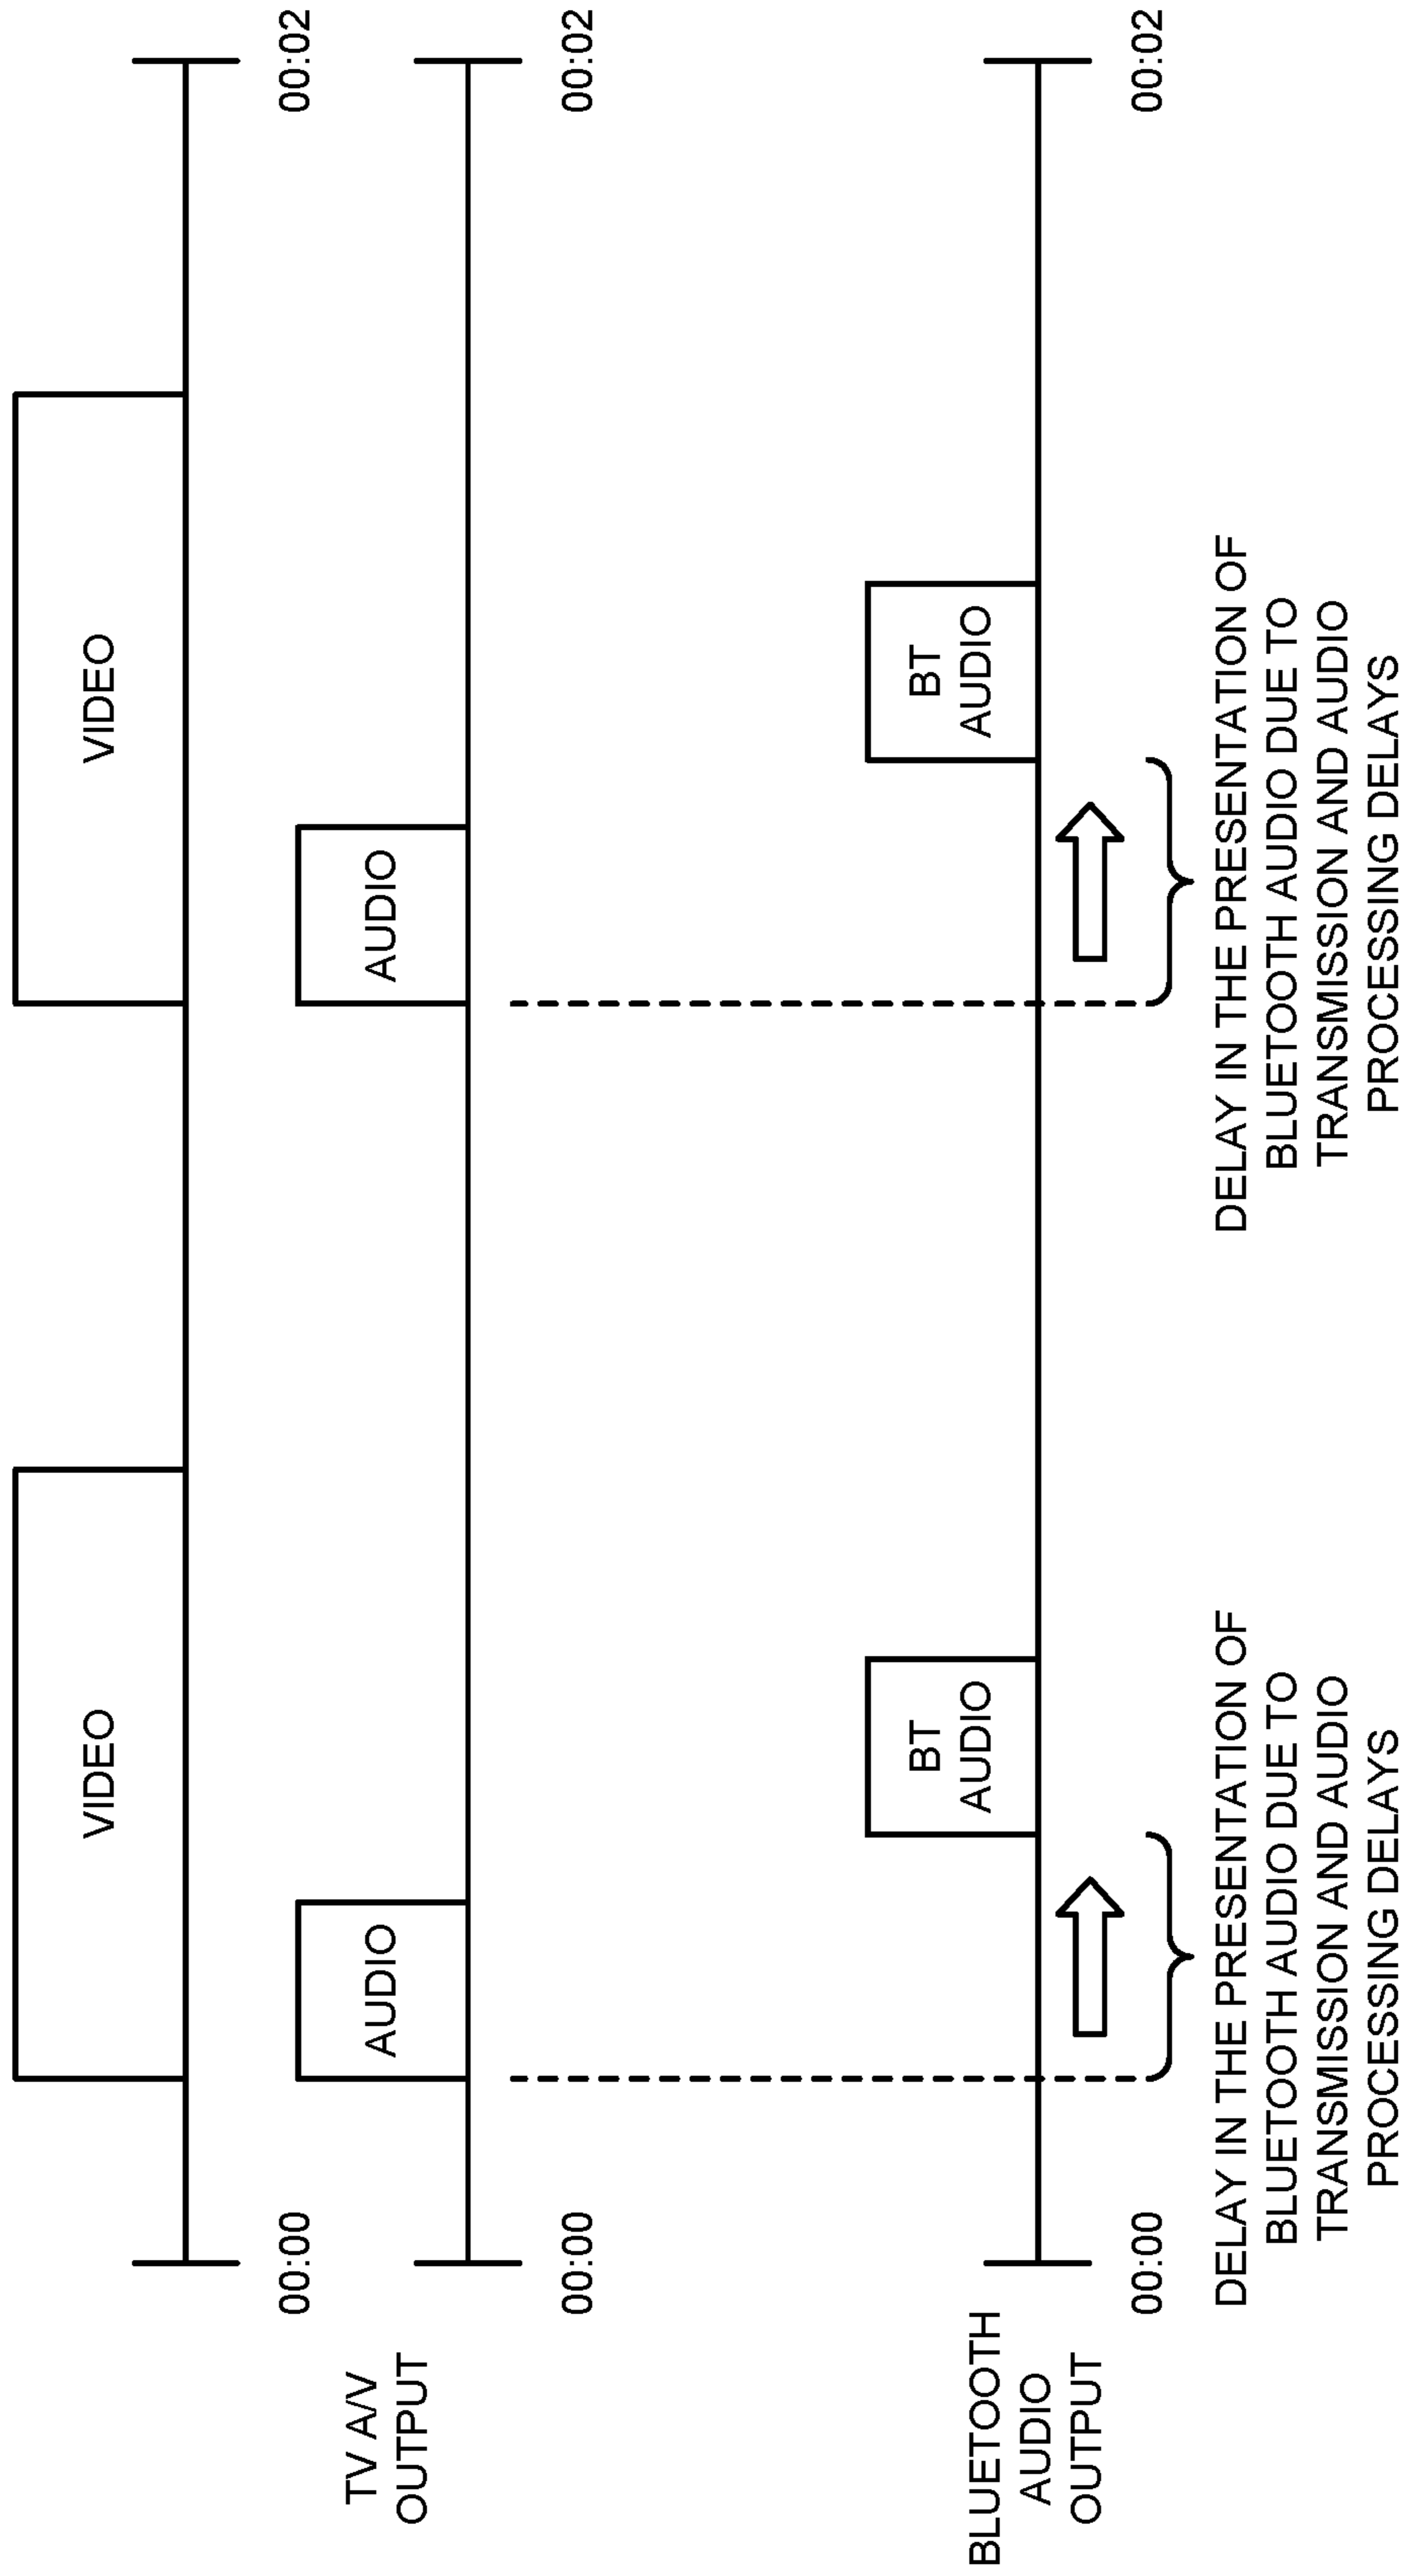 VIDEO
VIDEO
00:02
TV A/V
OUTPUT
AUDIO
AUDIO
00:00
00:00
00:02
BLUETOOTH
AUDIO
OUTPUT
BT
AUDIO
BT
AUDIO
00:00
00:02
DELAY IN THE PRESENTATION OF
BLUETOOTH AUDIO DUE TO
TRANSMISSION AND AUDIO
PROCESSING DELAYS
DELAY IN THE PRESENTATION OF
BLUETOOTH AUDIO DUE TO
TRANSMISSION AND AUDIO
PROCESSING DELAYS